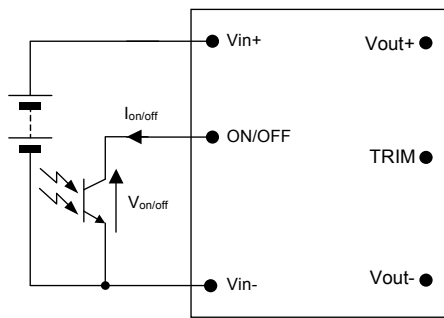 Vin+
Vout+
Ion/off
ON/OFF
TRIM
Von/off
Vin-
Vout-